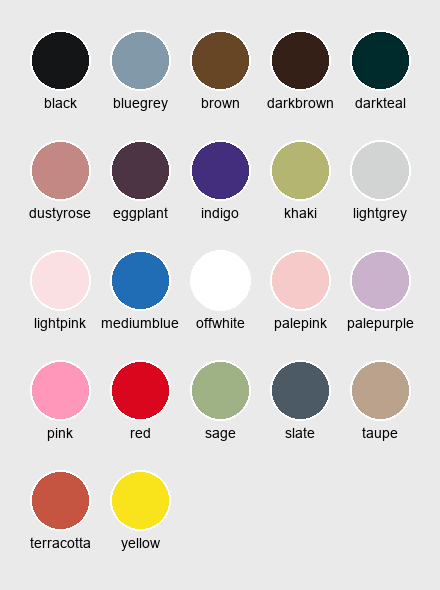 black bluegrey brown darkbrown darkteal
dustyrose eggplant indigo khaki lightgrey
lightpink mediumblue offwhite palepink palepurple
pink red sage slate taupe
terracotta yellow